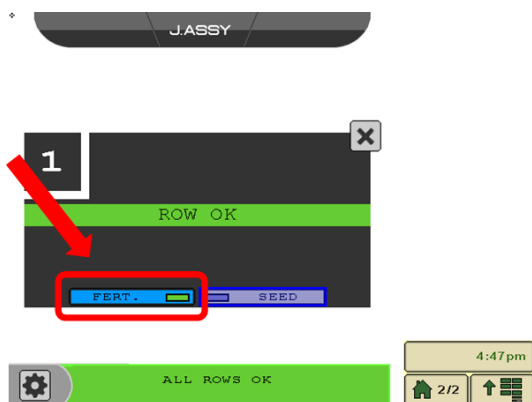 J.ASSY
1
ROW OK
FERT. SEED
4:47pm
ALL ROWS OK
2/2